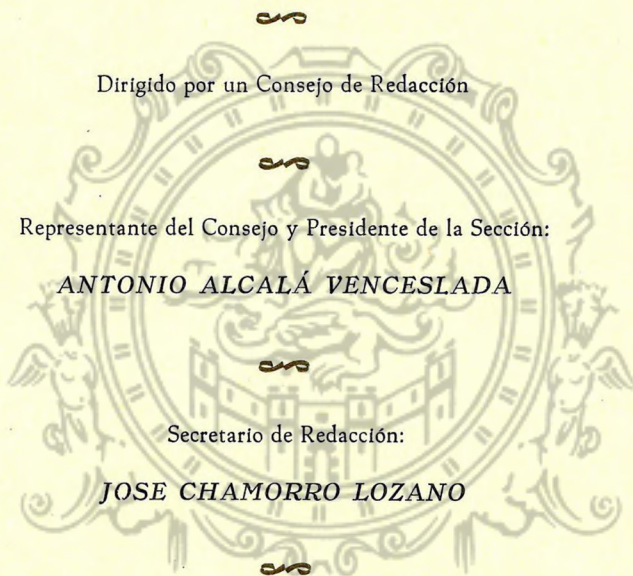 Dirigido por un Consejo de Redacción
Representante del Consejo y Presidente de la Sección:
ANTONIO ALCALÁ VENCESLADA
Secretario de Redacción:
JOSE CHAMORRO LOZANO